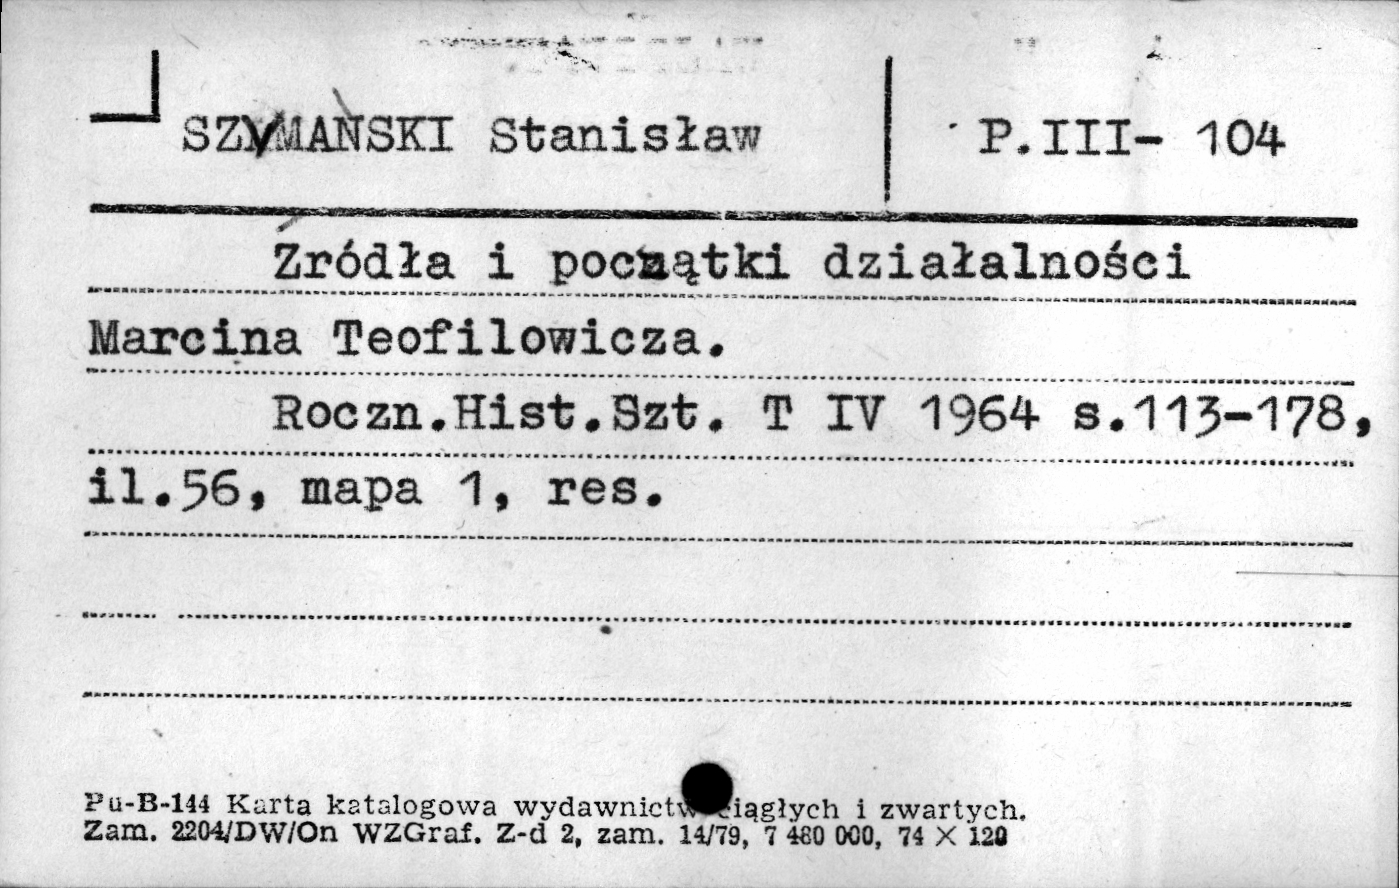 SZYMAŃSKI Stanisław
P.III- 104
Źródła i początki działalności
Marcina Teofilowicza.
Roczn.Hist.Szt. T IV 1964 s.113-178,
il.56, mapa 1, res.
Pu-B-144 Karta katalogowa wydawnictw ciągłych i zwartych.
Zam. 2204/DW/On WZGraf. Z-d 2, zam. 14/79, 7 480 000, 74 X 120